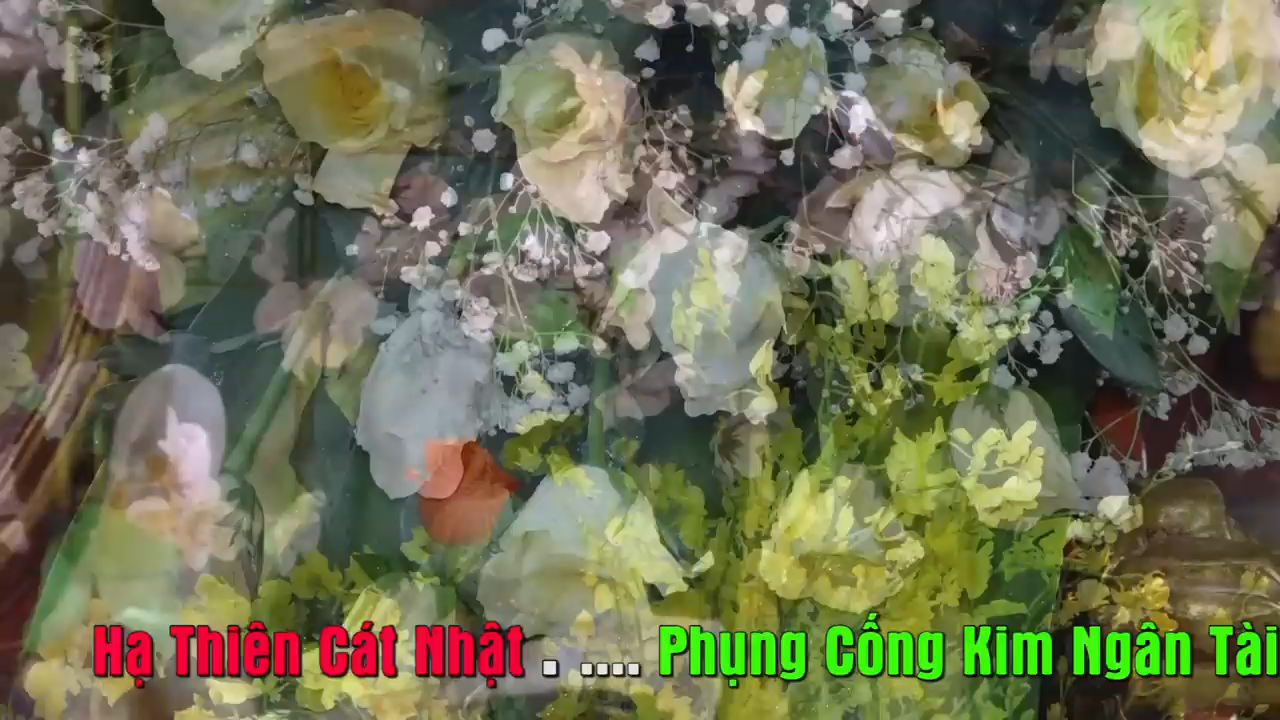 Hạ Thiên Cát Nhật . .... Phụng Cống Kim Ngân Tài